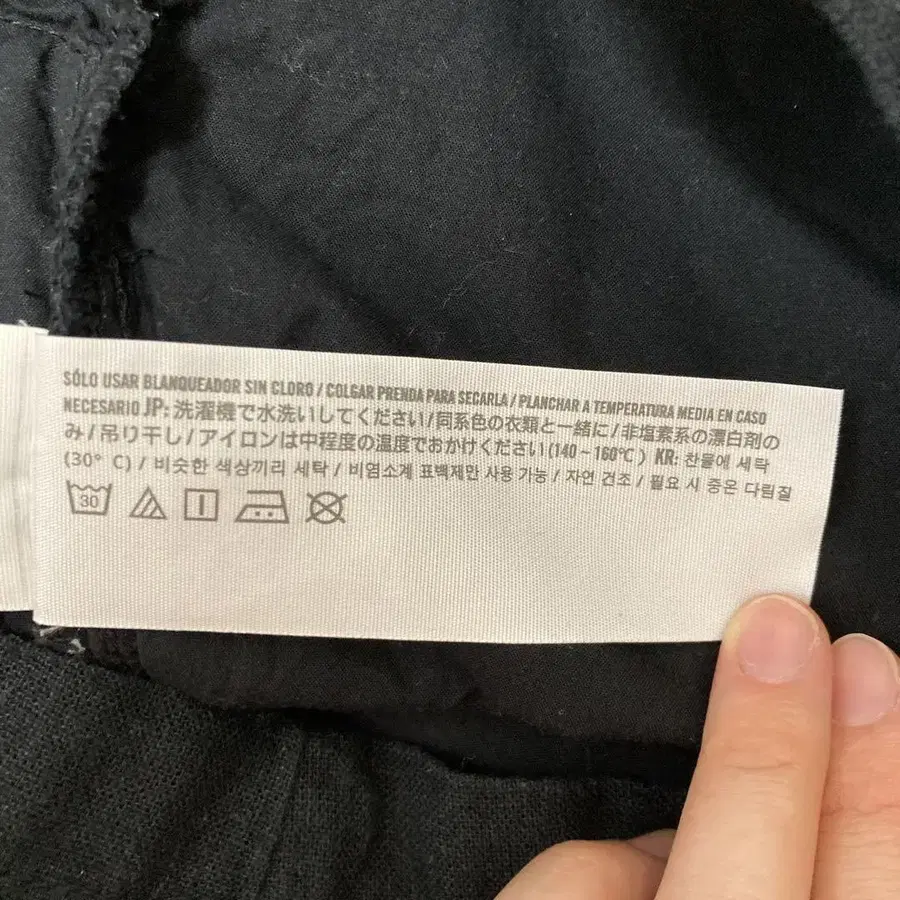 SÓLO USAR BLANQUEADOR SIN CLORO / COLGAR PRENDA PARA SECARLA / PLANCHAR A TEMPERATURA MEDIA EN CASO
NECESARIO JP: 洗濯機で水洗いしてください/同系色の衣類と一緒に/非塩素系の漂白剤の
み/吊り干し/アイロンは中程度の温度でおかけください(140~160℃) KR: 찬물에 세탁
(30° C) / 비슷한 색상끼리 세탁 / 비염소계 표백제만 사용 가능 / 자연 건조 / 필요 시 중온 다림질
30